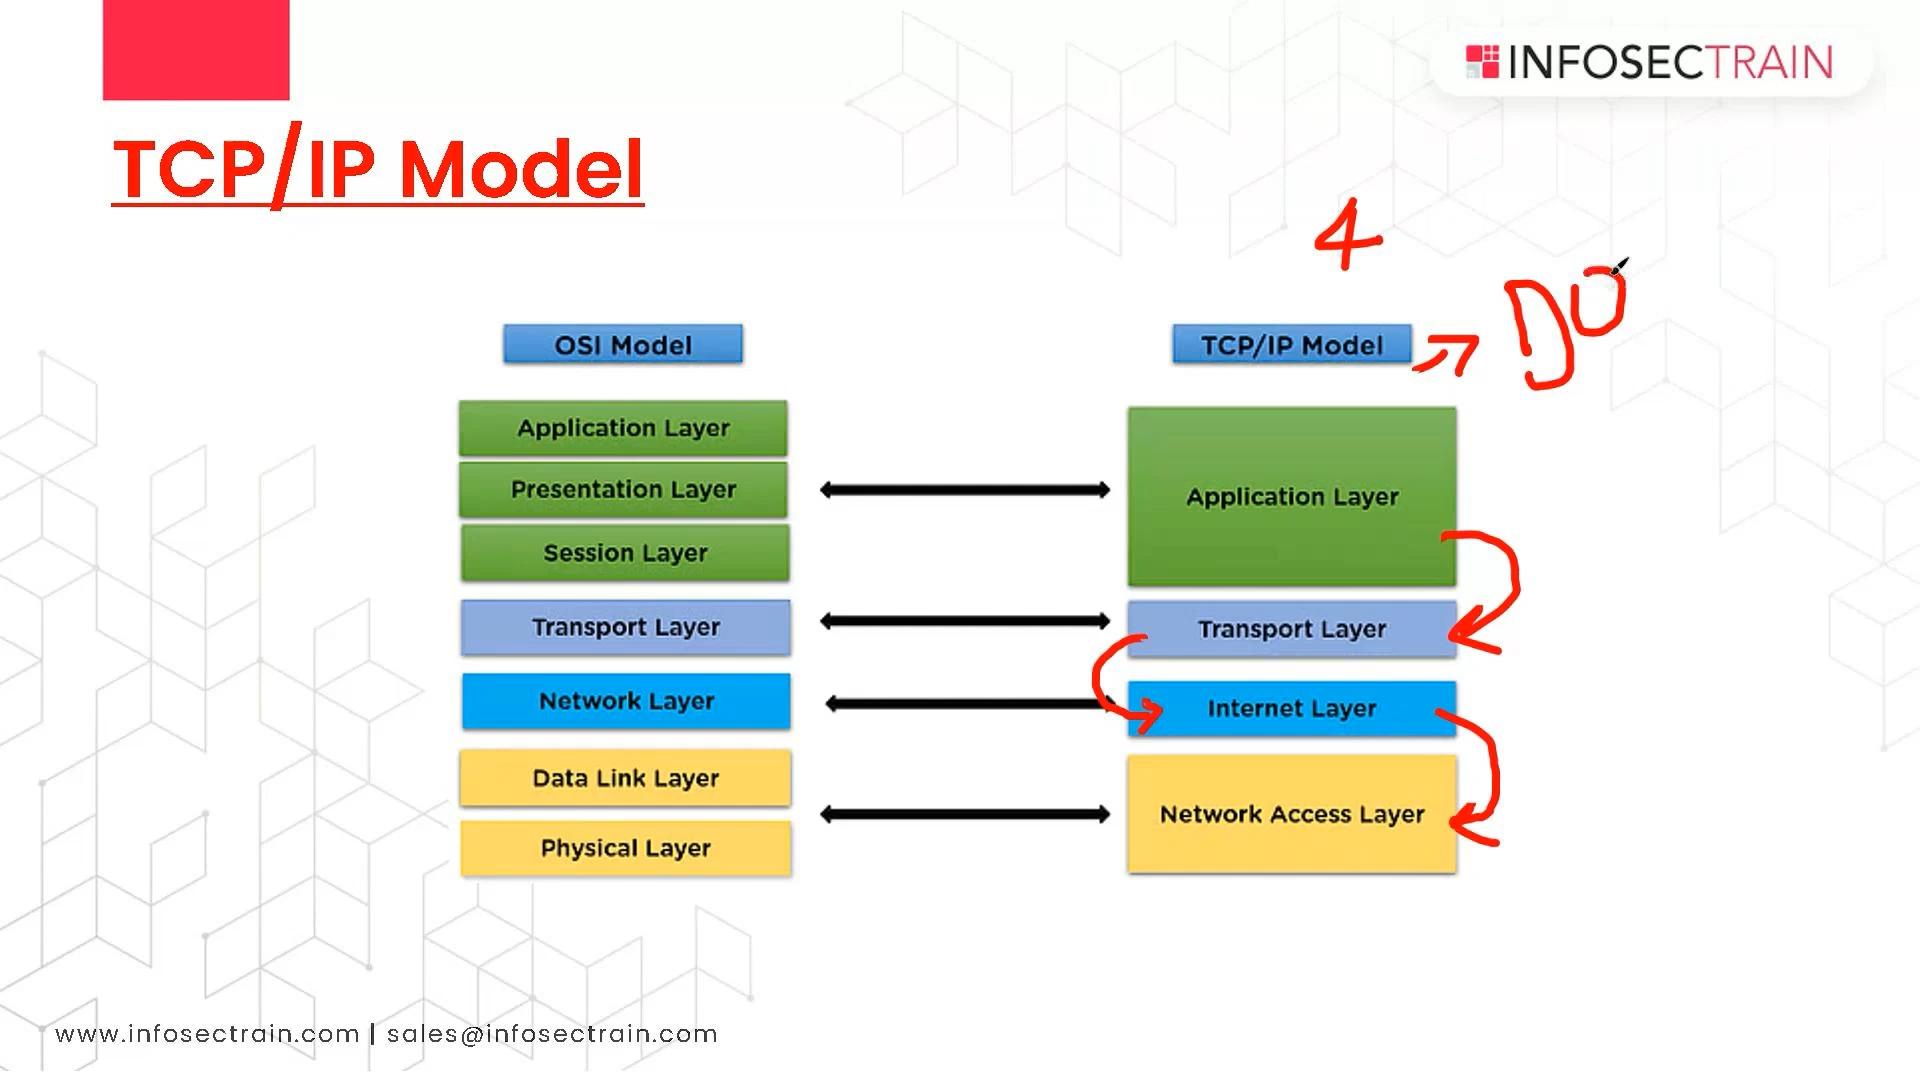 INFOSECTRAIN
TCP/IP Model
4
DO
OSI Model
TCP/IP Model
Application Layer
Presentation Layer
Session Layer
Transport Layer
Network Layer
Data Link Layer
Physical Layer
Application Layer
Transport Layer
Internet Layer
Network Access Layer
www.infosectrain.com | sales@infosectrain.com